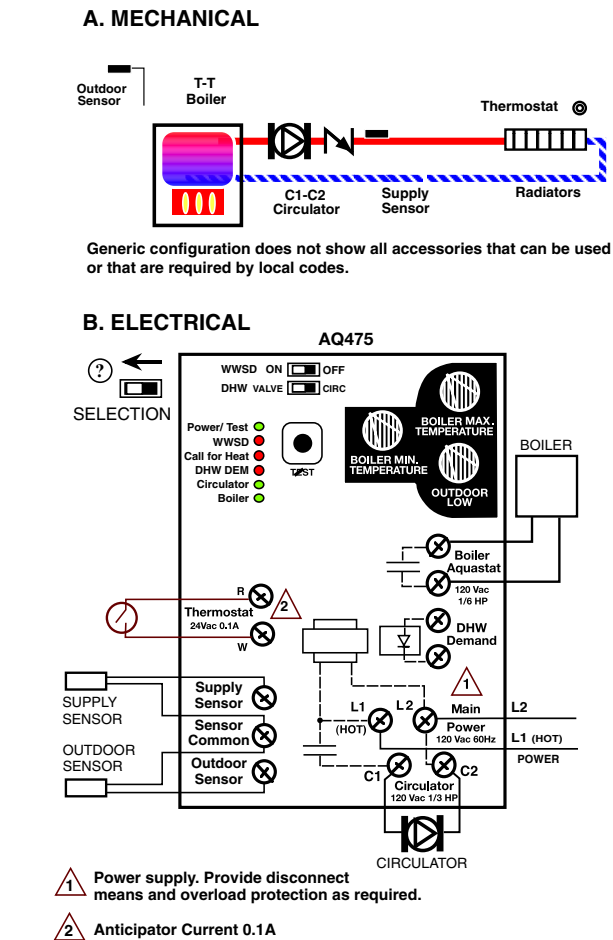 A. MECHANICAL
Outdoor
Sensor
T-T
Boiler
Thermostat
C1-C2
Circulator
Supply
Sensor
Radiators
Generic configuration does not show all accessories that can be used
or that are required by local codes.
B. ELECTRICAL
AQ475
?
SELECTION
WWSD ON OFF
DHW VALVE CIRC
Power/ Test
WWSD
Call for Heat
DHW DEM
Circulator
Boiler
TEST
BOILER MAX.
TEMPERATURE
BOILER MIN.
TEMPERATURE
OUTDOOR
LOW
BOILER
Boiler
Aquastat
120 Vac
1/6 HP
R
Thermostat
24Vac 0.1A
W
2
DHW
Demand
1
SUPPLY
SENSOR
Supply
Sensor
Sensor
Common
OUTDOOR
SENSOR
Outdoor
Sensor
L1
(HOT)
L2
Main
Power
120 Vac 60Hz
L2
L1 (HOT)
POWER
C1
C2
Circulator
120 Vac 1/3 HP
CIRCULATOR
1 Power supply. Provide disconnect
means and overload protection as required.
2 Anticipator Current 0.1A